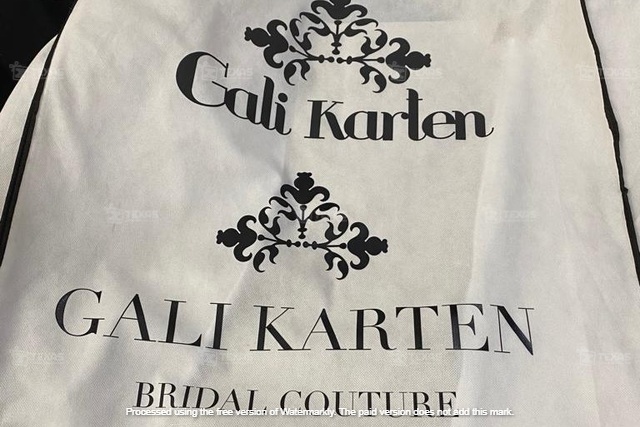 Gali Karten
GALI KARTEN
BRIDAL COUTURE
Processed using the free version of Watermarkly. The paid version does not add this mark.